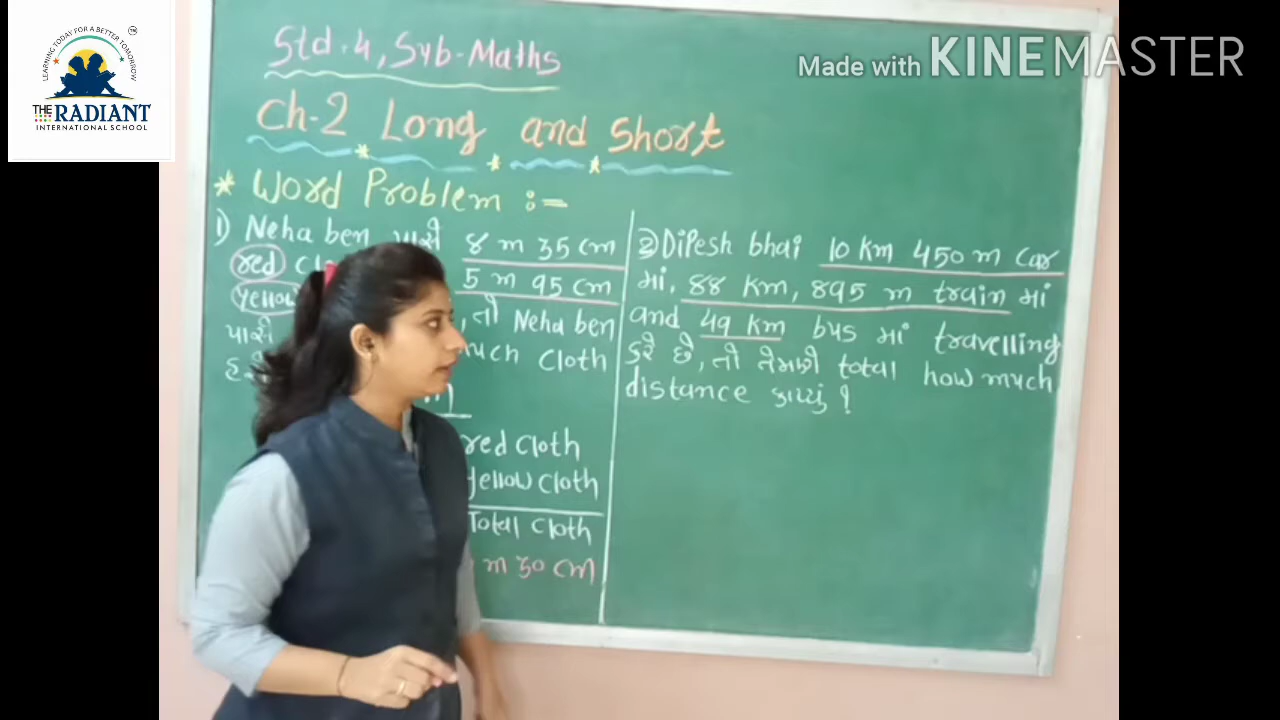 LEARNING TODAY FOR A BETTER TOMORROW
THE RADIANT
INTERNATIONAL SCHOOL
Made with KINEMASTER
Std. 4, Sub-Maths
Ch-2 Long and Short
* Word Problem :-
1) Neha ben પાસે 8 m 35 cm
red
5 m 95 cm
yellow
, તો Neha ben
પાસે
much cloth
red cloth
yellow cloth
Total cloth
m 30 cm
2) Dipesh bhai 10 km 450 m car
માં, 88 km, 895 m train માં
and 49 km bus માં travelling
કરે છે, તો તેમણે total how much
distance કાપ્યું ?